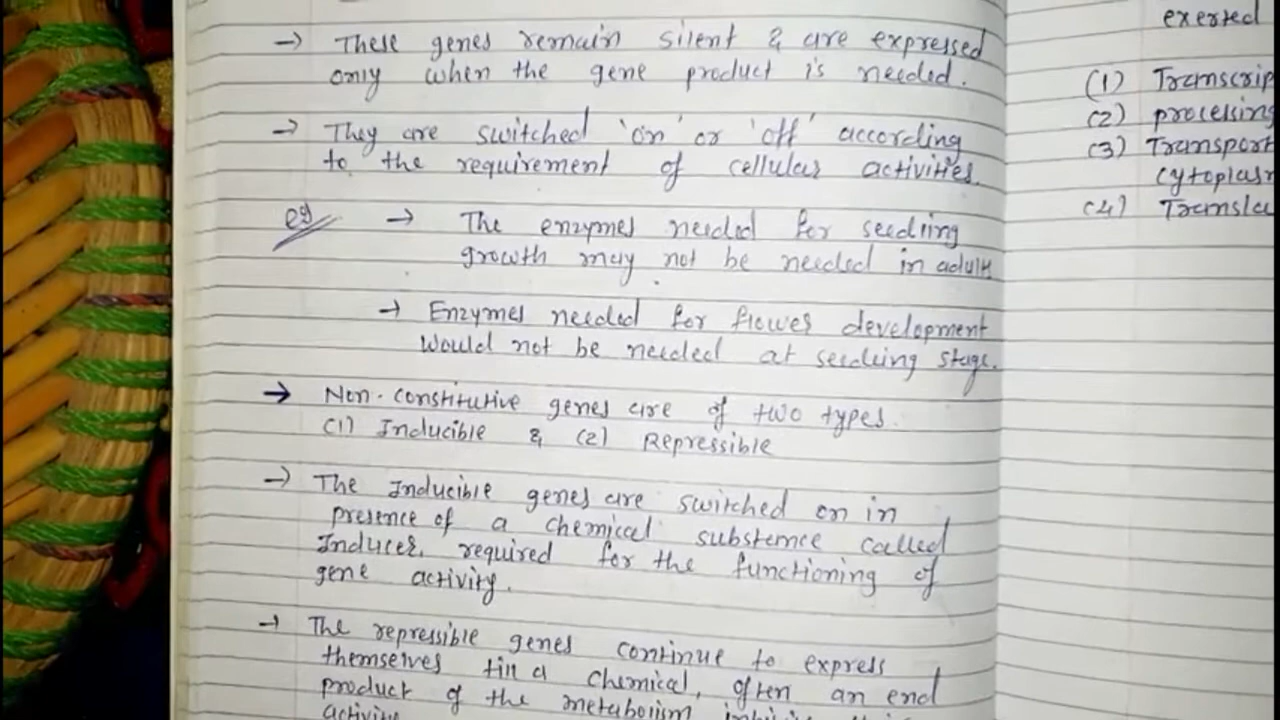 → These genes remain silent & are expressed
only when the gene product is needed.
→ They are switched 'on' or 'off' according
to the requirement of cellular activities.
eg → The enzymes needed for seedling
growth may not be needed in adult
→ Enzymes needed for flower development
would not be needed at seedling stage.
→ Non-constitutive genes are of two types.
(1) Inducible & (2) Repressible
→ The Inducible genes are switched on in
presence of a chemical substance called
Inducer, required for the functioning of
gene activity.
→ The repressible genes continue to express
themselves till a chemical, often an end
product of the metabolism
activity
exerted
(1) Transcrip
(2) processing
(3) Transport
cytoplasm
(4) Transla